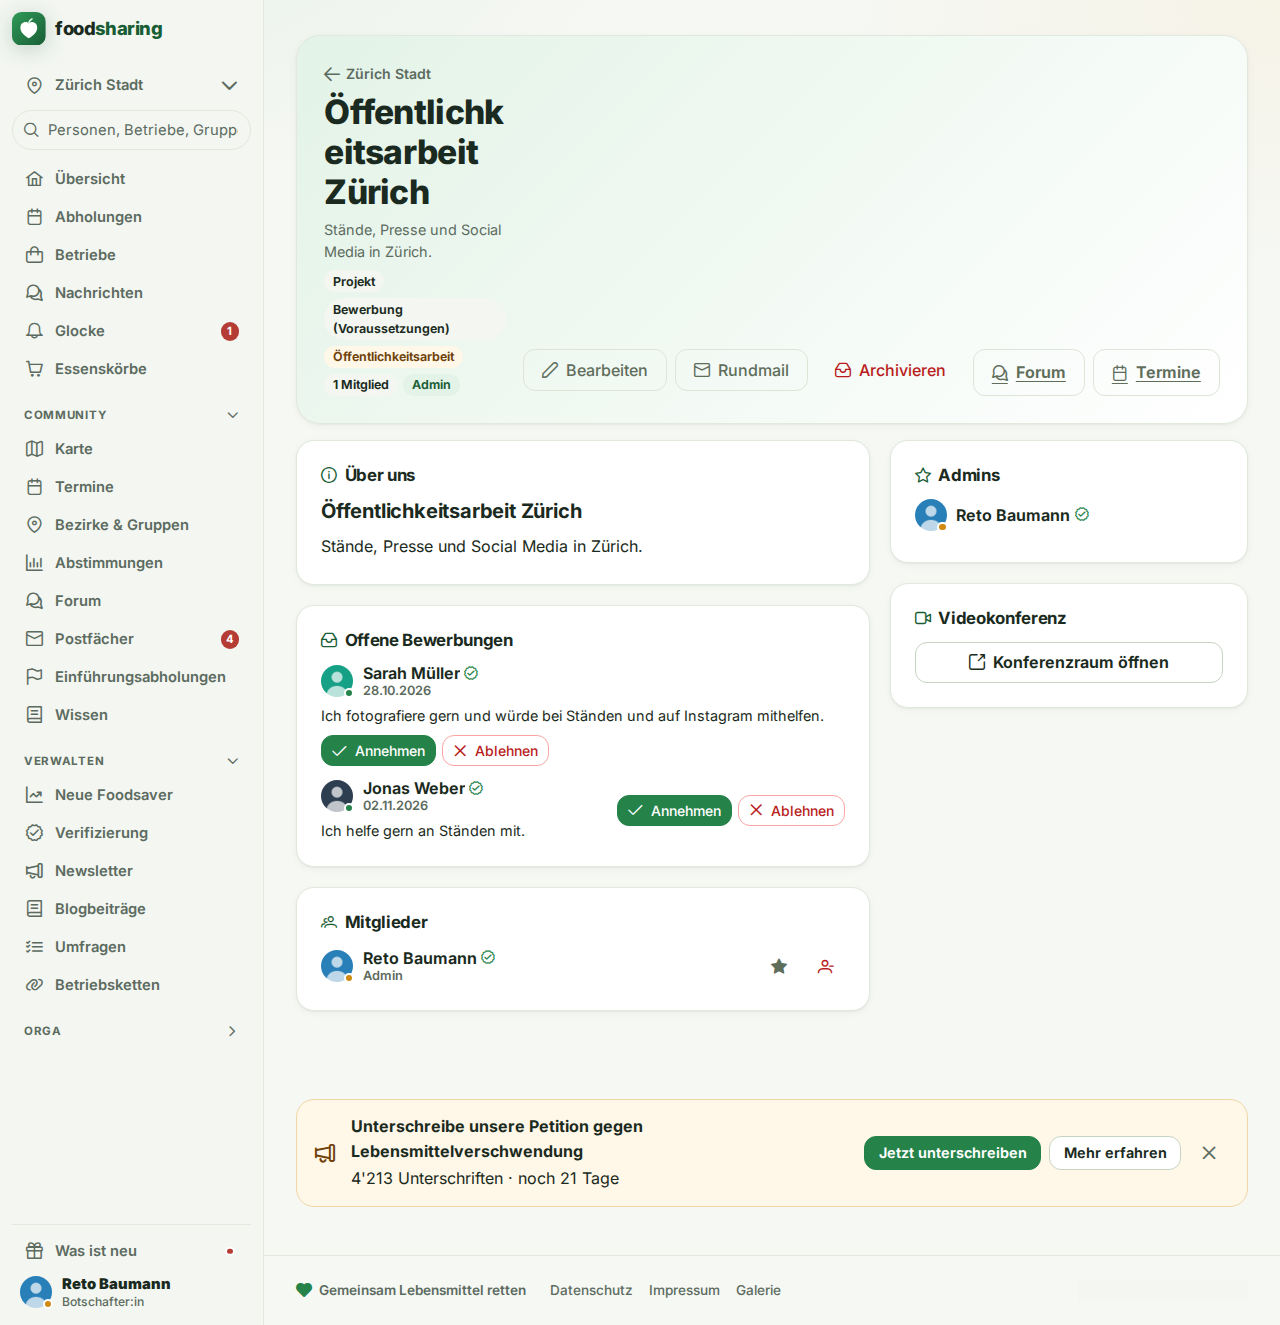 foodsharing
Zürich Stadt
Personen, Betriebe, Grupp
Übersicht
Abholungen
Betriebe
Nachrichten
Glocke 1
Essenskörbe
COMMUNITY
Karte
Termine
Bezirke & Gruppen
Abstimmungen
Forum
Postfächer 4
Einführungsabholungen
Wissen
VERWALTEN
Neue Foodsaver
Verifizierung
Newsletter
Blogbeiträge
Umfragen
Betriebsketten
ORGA
Was ist neu
Reto Baumann
Botschafter:in
Zürich Stadt
Öffentlichk
eitsarbeit
Zürich
Stände, Presse und Social
Media in Zürich.
Projekt
Bewerbung
(Voraussetzungen)
Öffentlichkeitsarbeit
1 Mitglied Admin
Bearbeiten Rundmail Archivieren Forum Termine
Über uns
Öffentlichkeitsarbeit Zürich
Stände, Presse und Social Media in Zürich.
Offene Bewerbungen
Sarah Müller
28.10.2026
Ich fotografiere gern und würde bei Ständen und auf Instagram mithelfen.
Annehmen Ablehnen
Jonas Weber
02.11.2026
Ich helfe gern an Ständen mit.
Annehmen Ablehnen
Mitglieder
Reto Baumann
Admin
Admins
Reto Baumann
Videokonferenz
Konferenzraum öffnen
Unterschreibe unsere Petition gegen
Lebensmittelverschwendung
4'213 Unterschriften · noch 21 Tage
Jetzt unterschreiben Mehr erfahren
Gemeinsam Lebensmittel retten Datenschutz Impressum Galerie